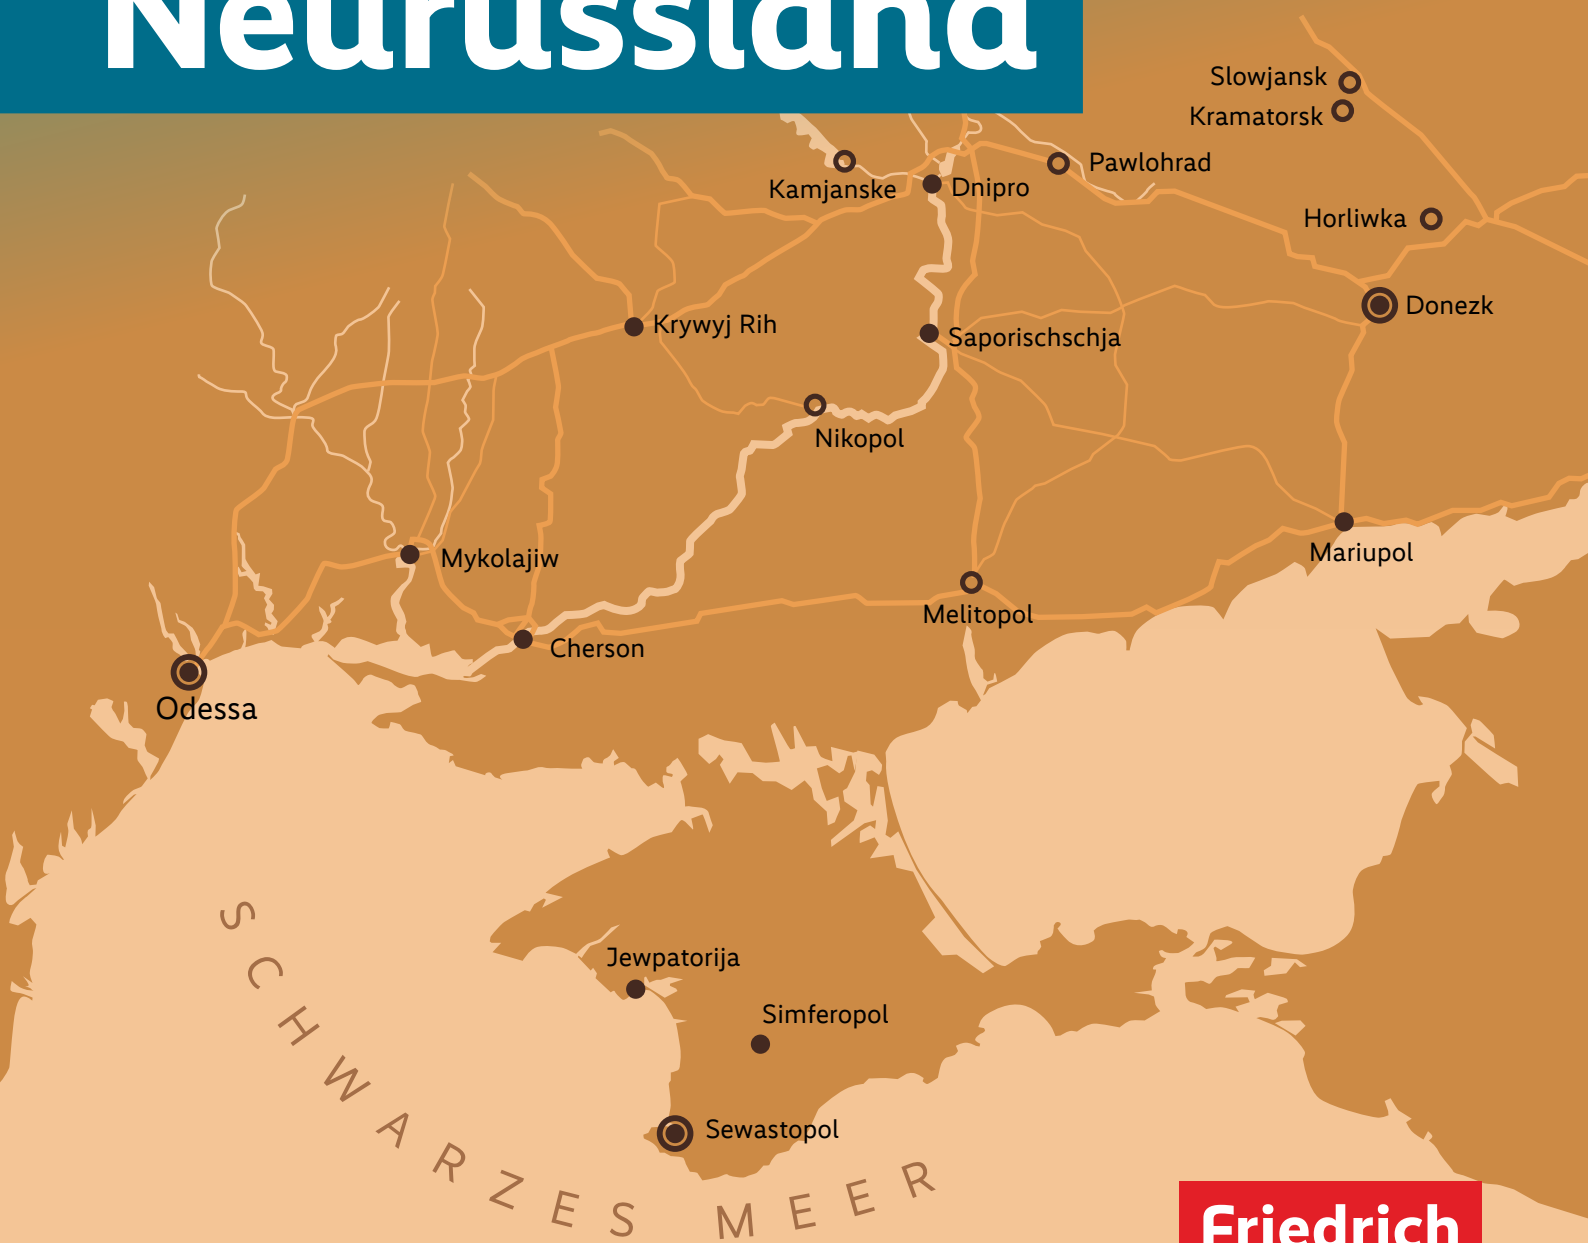 Neurussland
Slowjansk
Kramatorsk
Pawlohrad
Kamjanske
Dnipro
Horliwka
Donezk
Krywyj Rih
Saporischschja
Nikopol
Mykolajiw
Mariupol
Melitopol
Cherson
Odessa
Jewpatorija
Simferopol
Sewastopol
SCHWARZES MEER
Friedrich